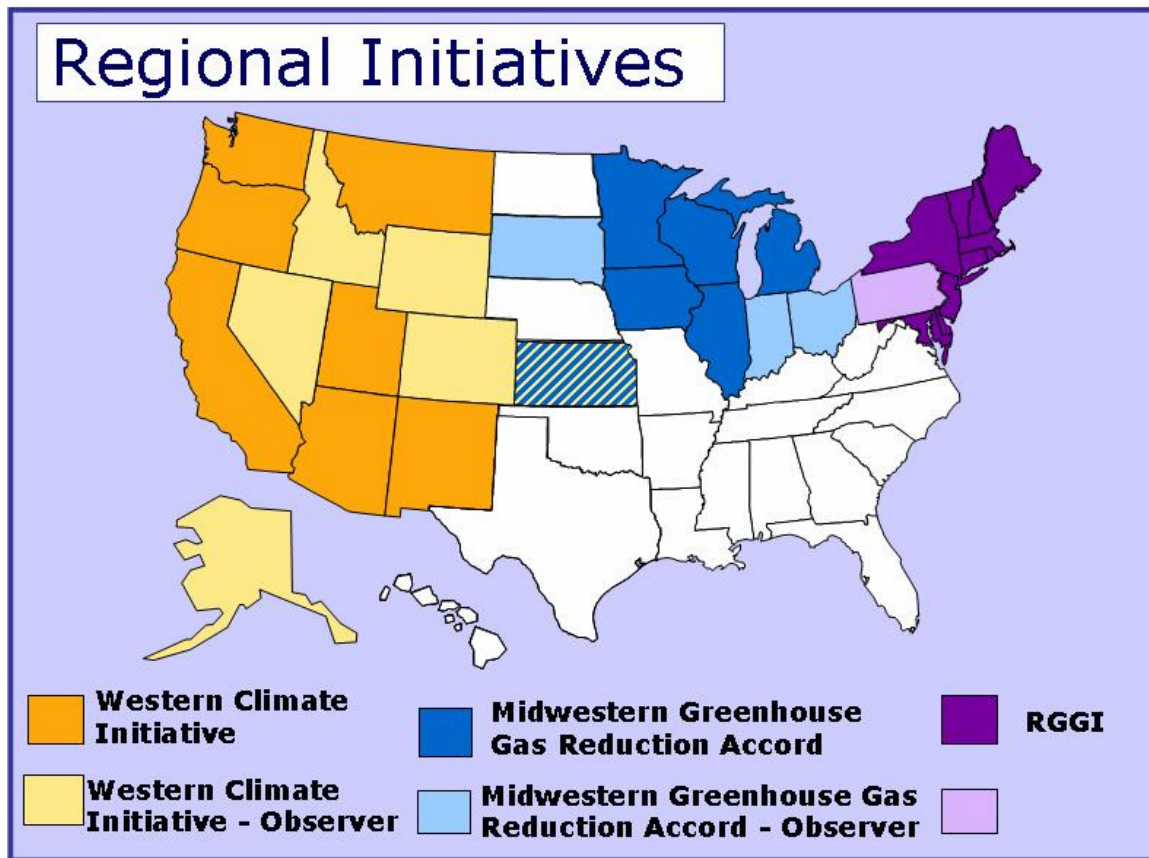 Regional Initiatives
Western Climate
Initiative
Midwestern Greenhouse
Gas Reduction Accord
RGGI
Western Climate
Initiative - Observer
Midwestern Greenhouse Gas
Reduction Accord - Observer